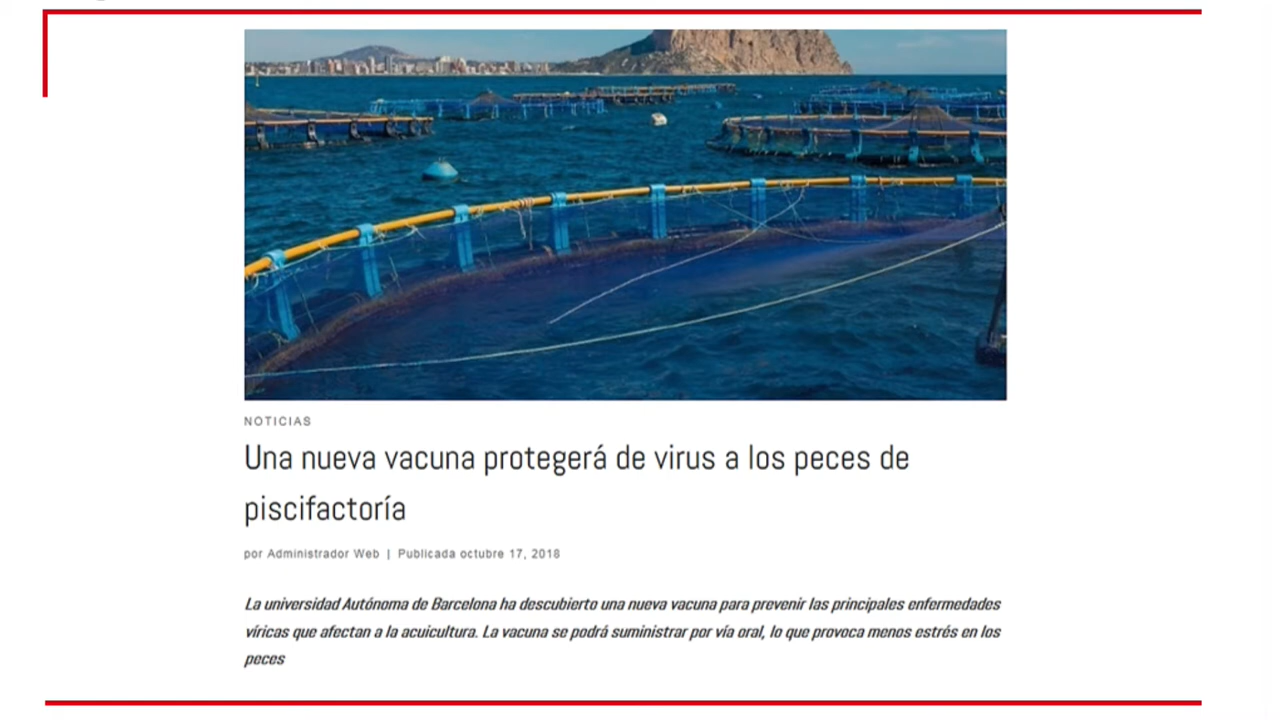 NOTICIAS
Una nueva vacuna protegerá de virus a los peces de
piscifactoría
por Administrador Web | Publicada octubre 17, 2018
La universidad Autónoma de Barcelona ha descubierto una nueva vacuna para prevenir las principales enfermedades
víricas que afectan a la acuicultura. La vacuna se podrá suministrar por vía oral, lo que provoca menos estrés en los
peces